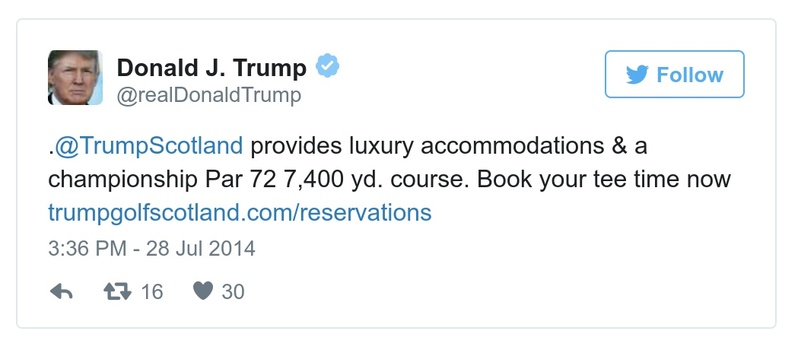 Donald J. Trump
@realDonaldTrump
Follow
.@TrumpScotland provides luxury accommodations & a
championship Par 72 7,400 yd. course. Book your tee time now
trumpgolfscotland.com/reservations
3:36 PM - 28 Jul 2014
16 30